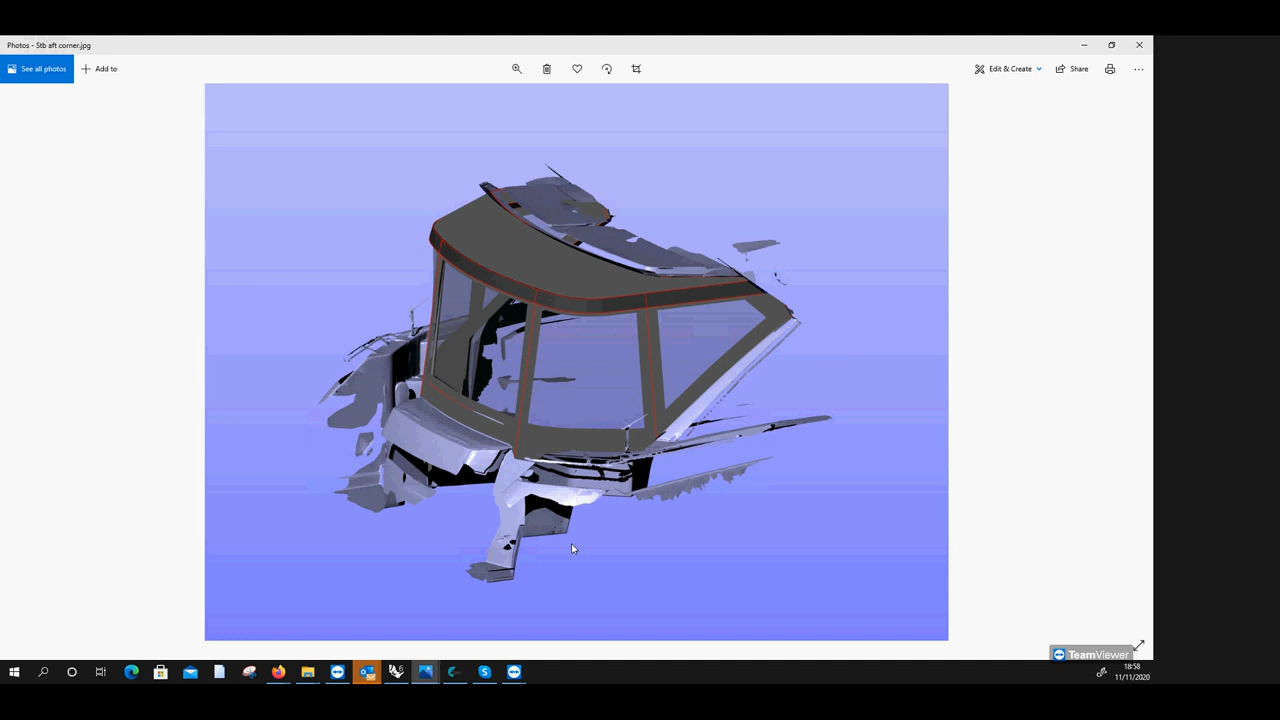 Photos - Stb aft corner.jpg
See all photos
Add to
Edit & Create
Share
TeamViewer
18:58
11/11/2020